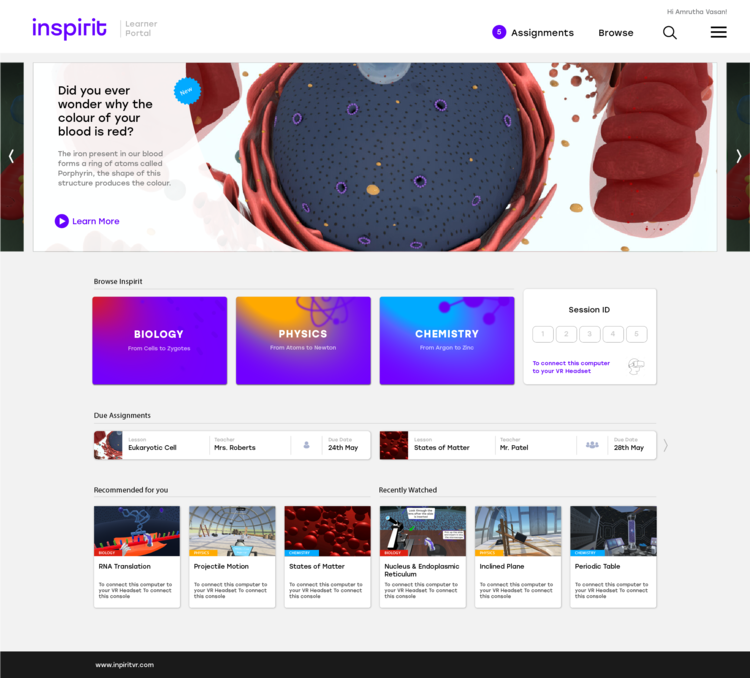 Hi Amrutha Vasan!
inspirit
Learner
Portal
5 Assignments
Browse
Did you ever
wonder why the
colour of your
blood is red?
New
The iron present in our blood
forms a ring of atoms called
Porphyrin, the shape of this
structure produces the colour.
Learn More
Browse Inspirit
BIOLOGY
From Cells to Zygotes
PHYSICS
From Atoms to Newton
CHEMISTRY
From Argon to Zinc
Session ID
1 2 3 4 5
To connect this computer
to your VR Headset
Due Assignments
Lesson
Eukaryotic Cell
Teacher
Mrs. Roberts
Due Date
24th May
Lesson
States of Matter
Teacher
Mr. Patel
Due Date
28th May
Recommended for you
BIOLOGY
RNA Translation
To connect this computer to
your VR Headset To connect
this console
PHYSICS
Projectile Motion
To connect this computer to
your VR Headset To connect
this console
CHEMISTRY
States of Matter
To connect this computer to
your VR Headset To connect
this console
Recently Watched
BIOLOGY
Nucleus & Endoplasmic
Reticulum
To connect this computer to
your VR Headset To connect
this console
PHYSICS
Inclined Plane
To connect this computer to
your VR Headset To connect
this console
CHEMISTRY
Periodic Table
To connect this computer to
your VR Headset To connect
this console
www.inpiritvr.com